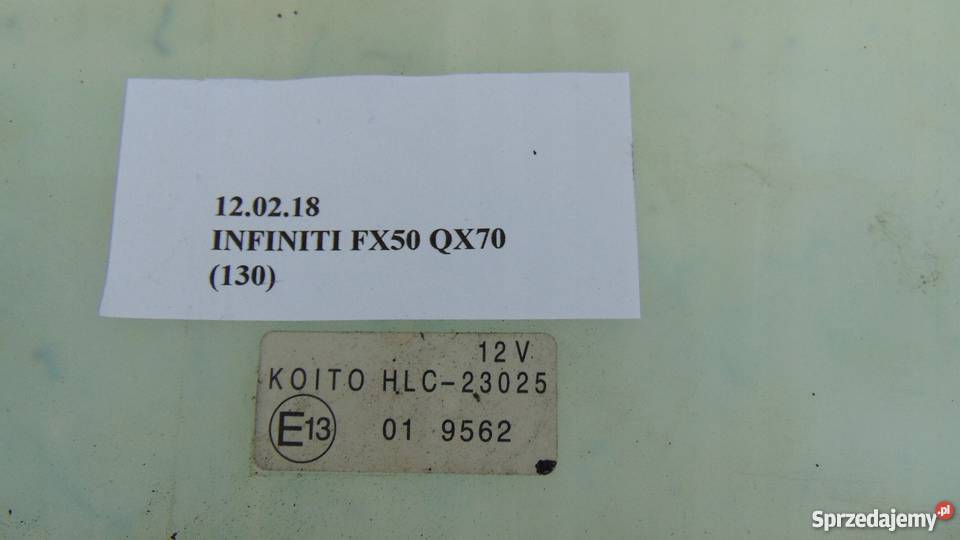 12.02.18
INFINITI FX50 QX70
(130)
12V
KOITO HLC-23025
E13 01 9562
Sprzedajemy.pl